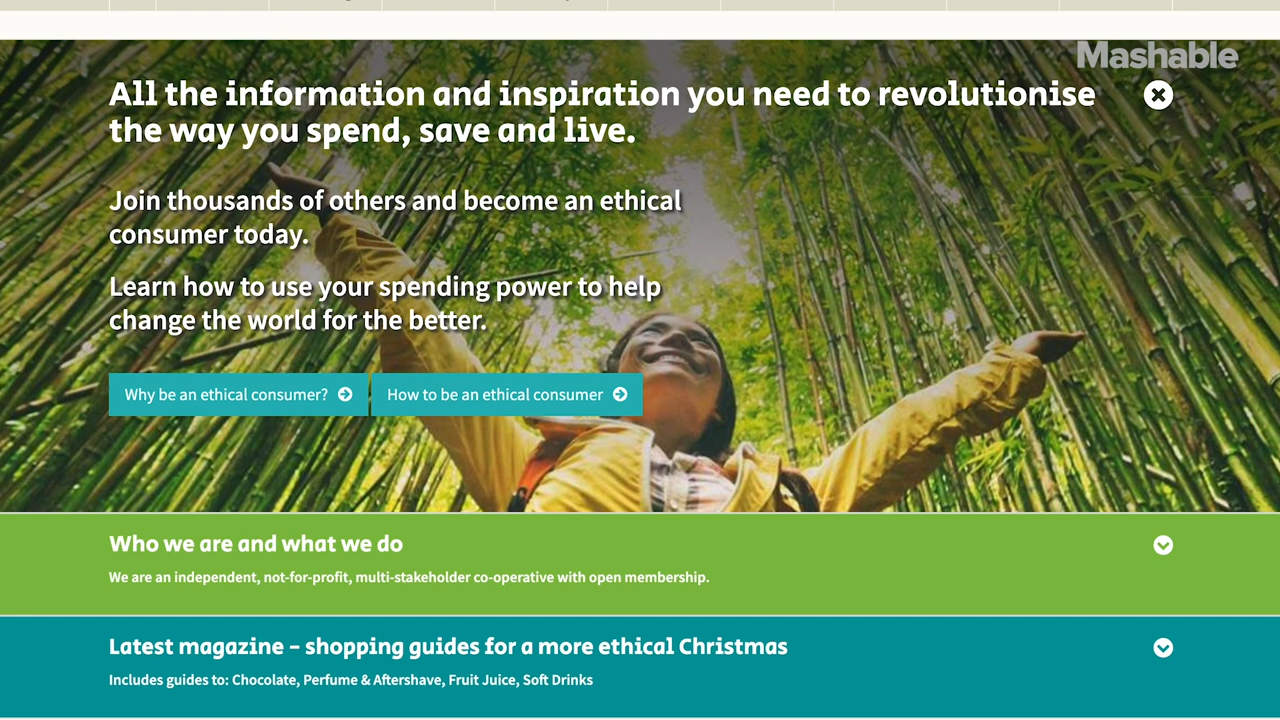 Mashable
All the information and inspiration you need to revolutionise
the way you spend, save and live.
Join thousands of others and become an ethical
consumer today.
Learn how to use your spending power to help
change the world for the better.
Why be an ethical consumer?
How to be an ethical consumer
Who we are and what we do
We are an independent, not-for-profit, multi-stakeholder co-operative with open membership.
Latest magazine – shopping guides for a more ethical Christmas
Includes guides to: Chocolate, Perfume & Aftershave, Fruit Juice, Soft Drinks